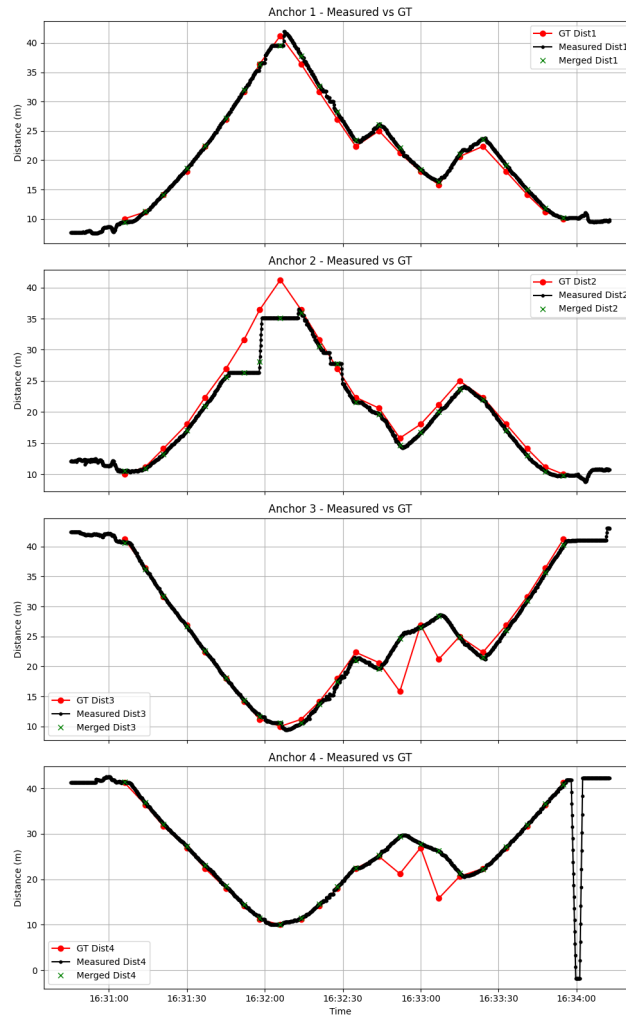 Anchor 1 - Measured vs GT
40
35
30
25
20
15
10
Distance (m)
GT Dist1
Measured Dist1
Merged Dist1
Anchor 2 - Measured vs GT
40
35
30
25
20
15
10
Distance (m)
GT Dist2
Measured Dist2
Merged Dist2
Anchor 3 - Measured vs GT
40
35
30
25
20
15
10
Distance (m)
GT Dist3
Measured Dist3
Merged Dist3
Anchor 4 - Measured vs GT
40
30
20
10
0
Distance (m)
GT Dist4
Measured Dist4
Merged Dist4
16:31:00 16:31:30 16:32:00 16:32:30 16:33:00 16:33:30 16:34:00
Time